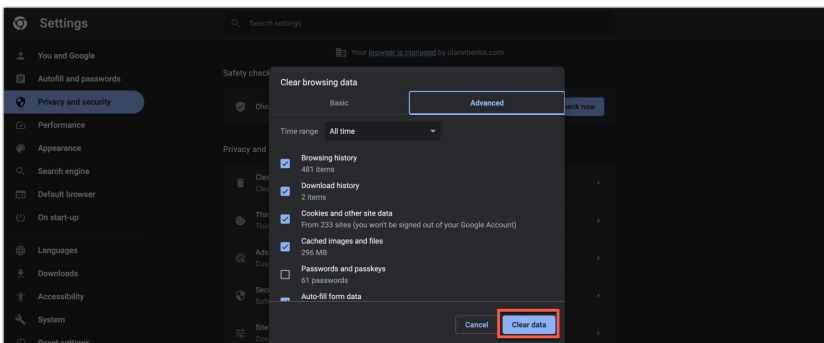 Settings
Search settings
You and Google
Autofill and passwords
Privacy and security
Performance
Appearance
Search engine
Default browser
On start-up
Languages
Downloads
Accessibility
System
Reset settings
Your browser is managed by claromentis.com
Safety check
Clear browsing data
Basic
Advanced
Time range
All time
Browsing history
481 items
Download history
2 items
Cookies and other site data
From 233 sites (you won't be signed out of your Google Account)
Cached images and files
296 MB
Passwords and passkeys
61 passwords
Auto-fill form data
Cancel
Clear data
Privacy and
Ads
Site